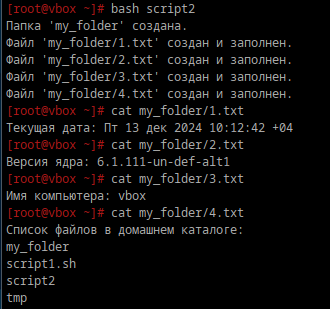 [root@vbox ~]# bash script2
Папка 'my_folder' создана.
Файл 'my_folder/1.txt' создан и заполнен.
Файл 'my_folder/2.txt' создан и заполнен.
Файл 'my_folder/3.txt' создан и заполнен.
Файл 'my_folder/4.txt' создан и заполнен.
[root@vbox ~]# cat my_folder/1.txt
Текущая дата: Пт 13 дек 2024 10:12:42 +04
[root@vbox ~]# cat my_folder/2.txt
Версия ядра: 6.1.111-un-def-alt1
[root@vbox ~]# cat my_folder/3.txt
Имя компьютера: vbox
[root@vbox ~]# cat my_folder/4.txt
Список файлов в домашнем каталоге:
my_folder
script1.sh
script2
tmp